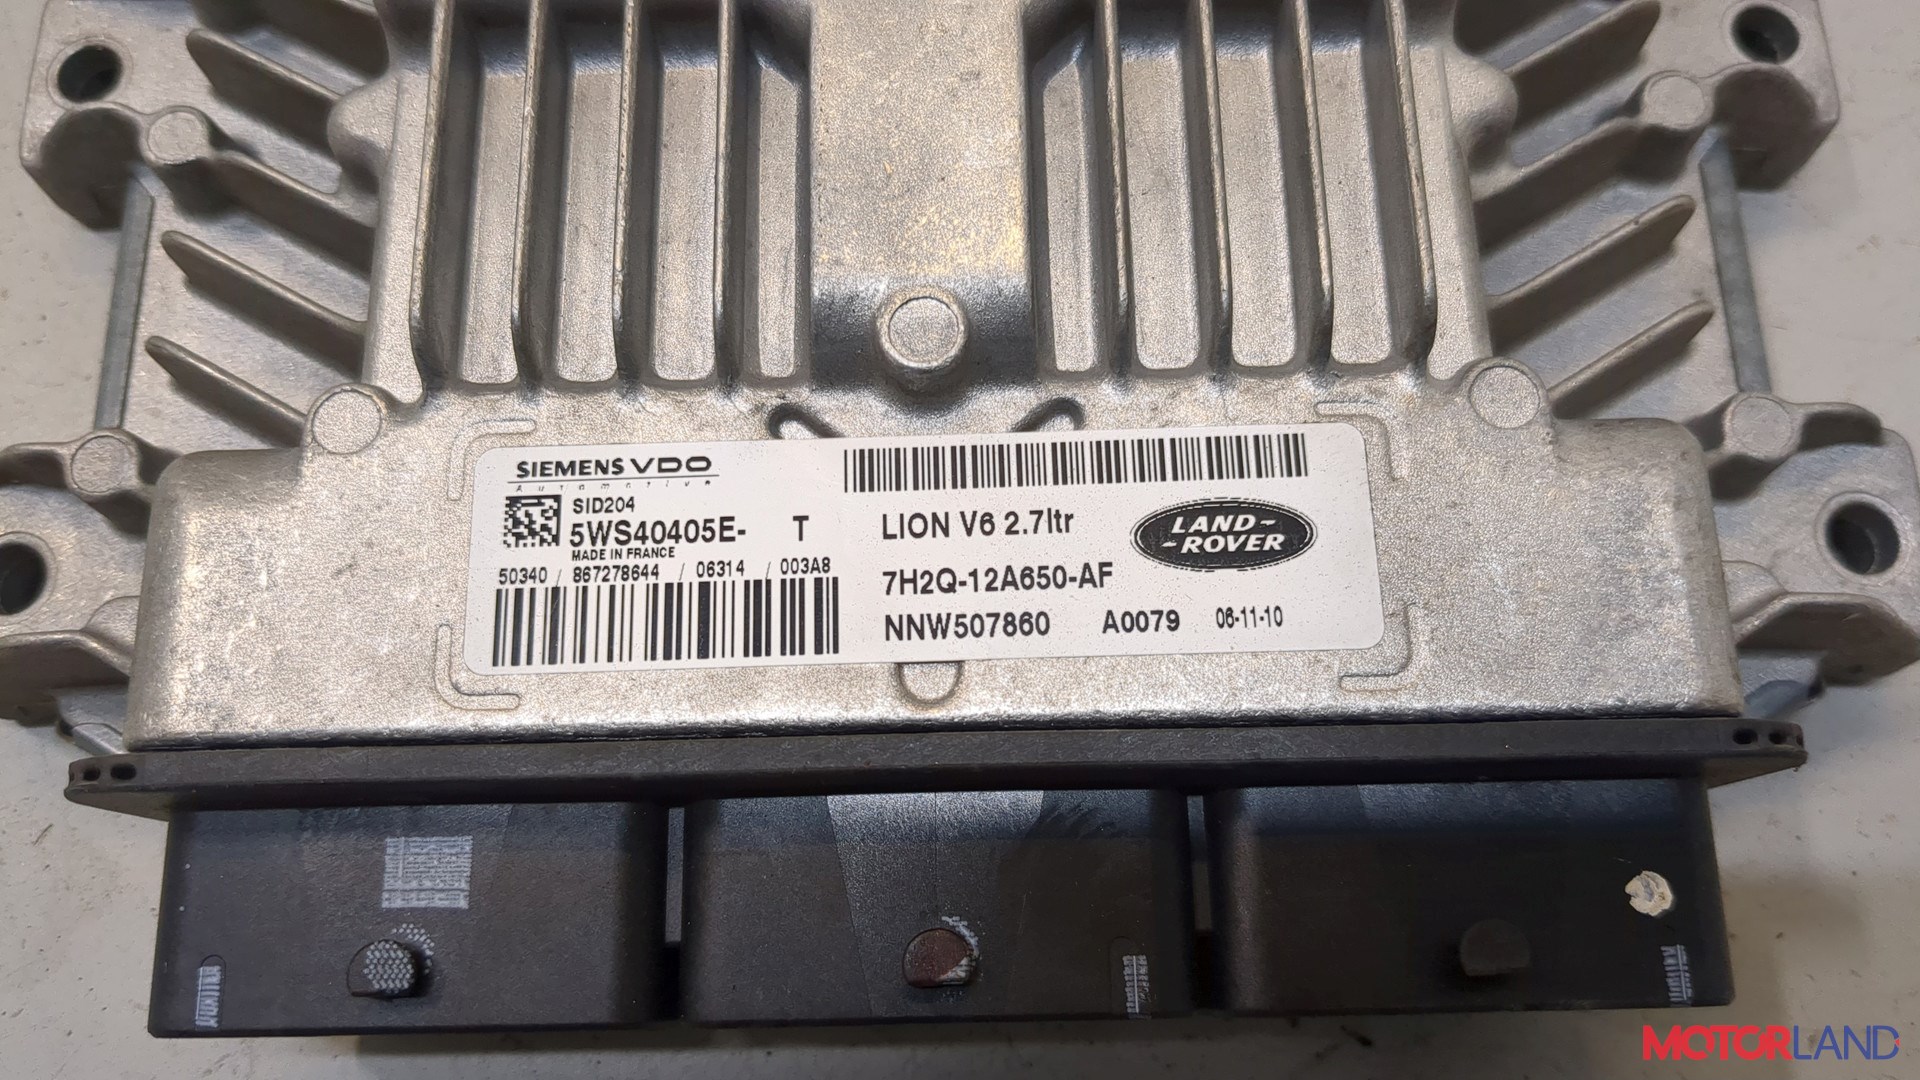 SIEMENS VDO
Automotive
SID204
5WS40405E- T
MADE IN FRANCE
50340 / 867278644 / 06314 / 003A8
LION V6 2.7ltr
LAND-
-ROVER
7H2Q-12A650-AF
NNW507860 A0079 06-11-10
MOTORLAND